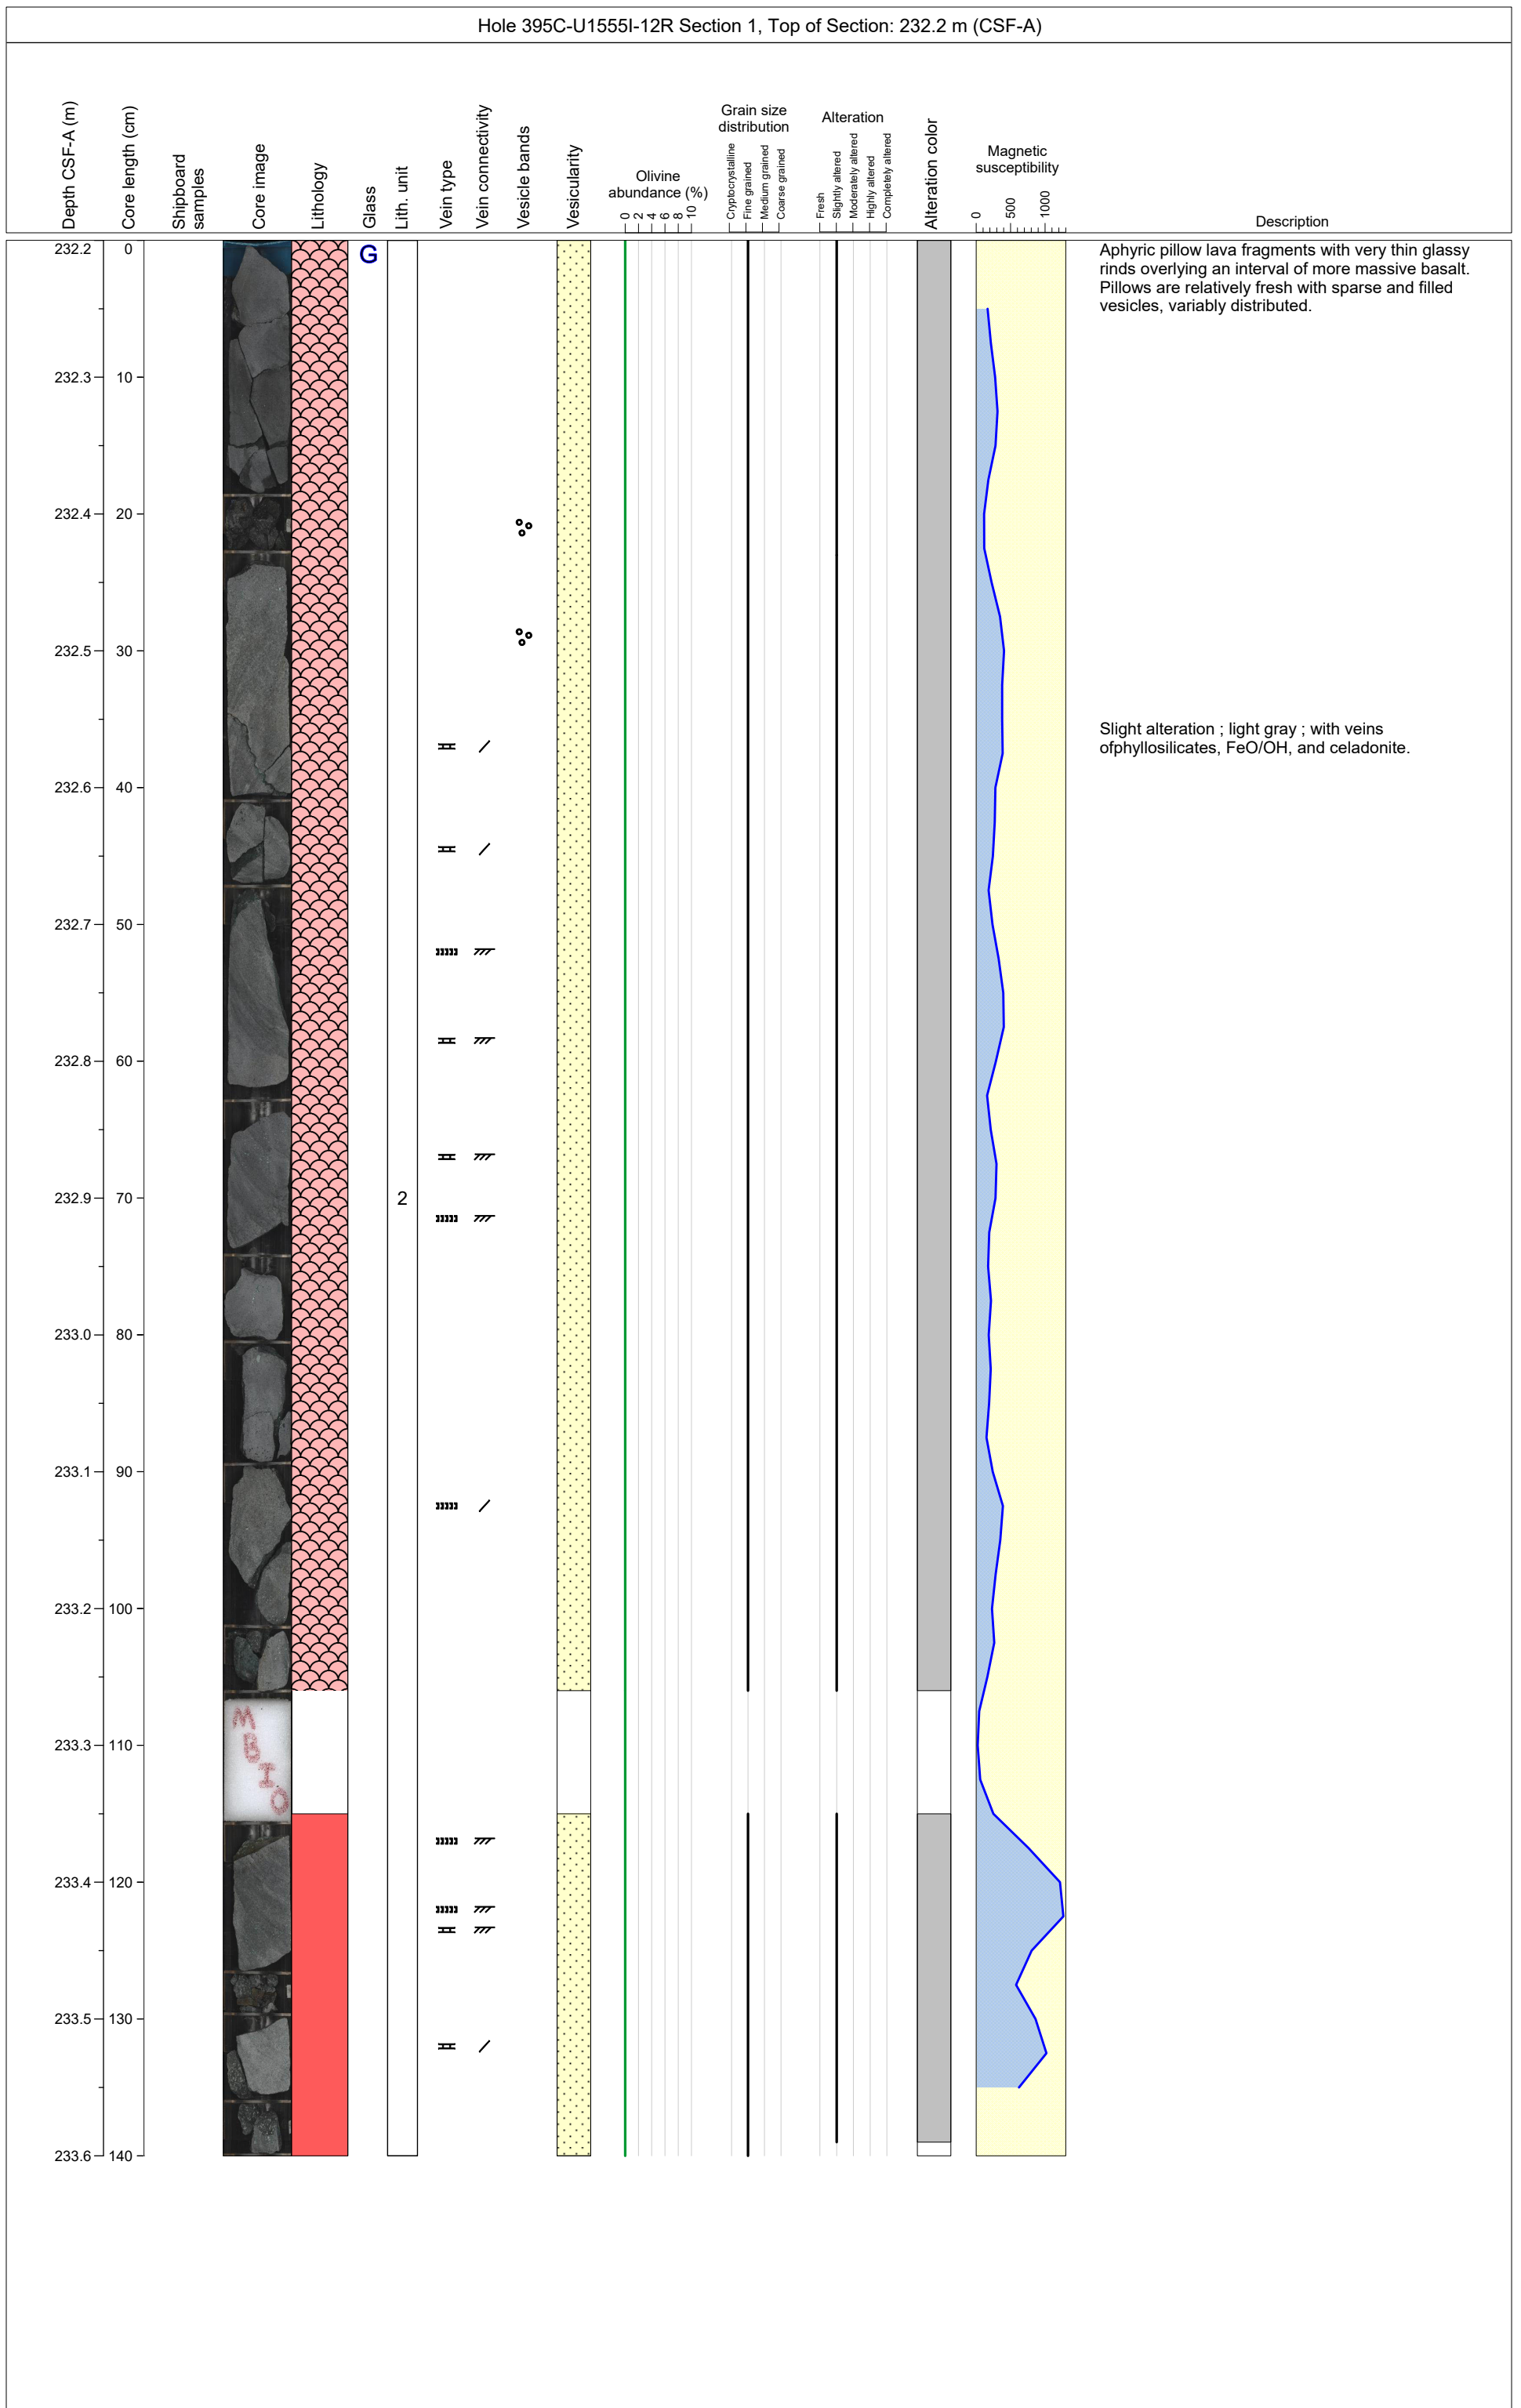 Hole 395C-U1555I-12R Section 1, Top of Section: 232.2 m (CSF-A)
Depth CSF-A (m)
Core length (cm)
Shipboard
samples
Core image
Lithology
Glass
Lith. unit
Vein type
Vein connectivity
Vesicle bands
Vesicularity
Olivine
abundance (%)
0 2 4 6 8 10
Grain size
distribution
Cryptocrystalline
Fine grained
Medium grained
Coarse grained
Alteration
Fresh
Slightly altered
Moderately altered
Highly altered
Completely altered
Alteration color
Magnetic
susceptibility
0 500 1000
Description
232.2 0
G
Aphyric pillow lava fragments with very thin glassy
rinds overlying an interval of more massive basalt.
Pillows are relatively fresh with sparse and filled
vesicles, variably distributed.
232.3 10
232.4 20
232.5 30
Slight alteration ; light gray ; with veins
ofphyllosilicates, FeO/OH, and celadonite.
232.6 40
232.7 50
232.8 60
232.9 70
2
233.0 80
233.1 90
233.2 100
MBIO
233.3 110
233.4 120
233.5 130
233.6 140